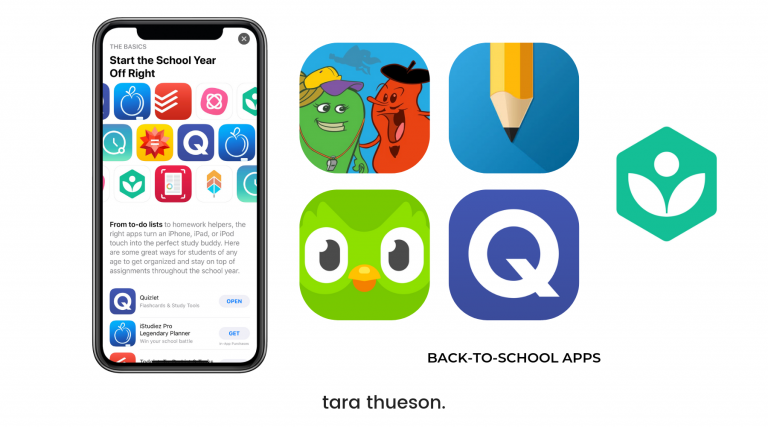 THE BASICS
Start the School Year
Off Right
Q
From to-do lists to homework helpers, the
right apps turn an iPhone, iPad, or iPod
touch into the perfect study buddy. Here
are some great ways for students of any
age to get organized and stay on top of
assignments throughout the school year.
Q
Quizlet
Flashcards & Study Tools
OPEN
iStudiez Pro
Legendary Planner
Win your school battle
GET
In-App Purchases
Q
BACK-TO-SCHOOL APPS
tara thueson.